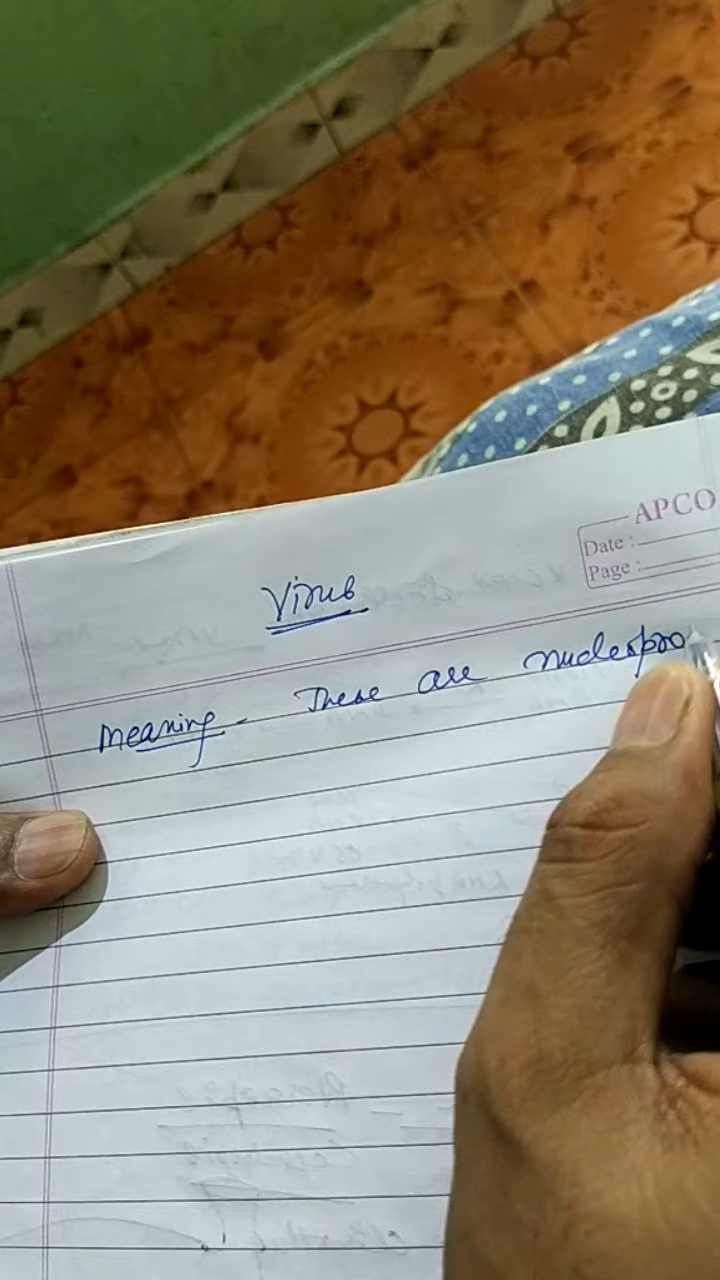 APCO
Date :
Page :
Virus
Meaning - These are nucleopro